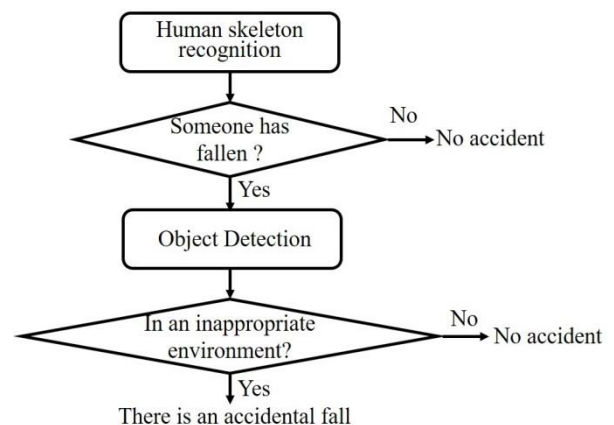 Human skeleton
recognition
Someone has
fallen ?
No
No accident
Yes
Object Detection
In an inappropriate
environment?
No
No accident
Yes
There is an accidental fall